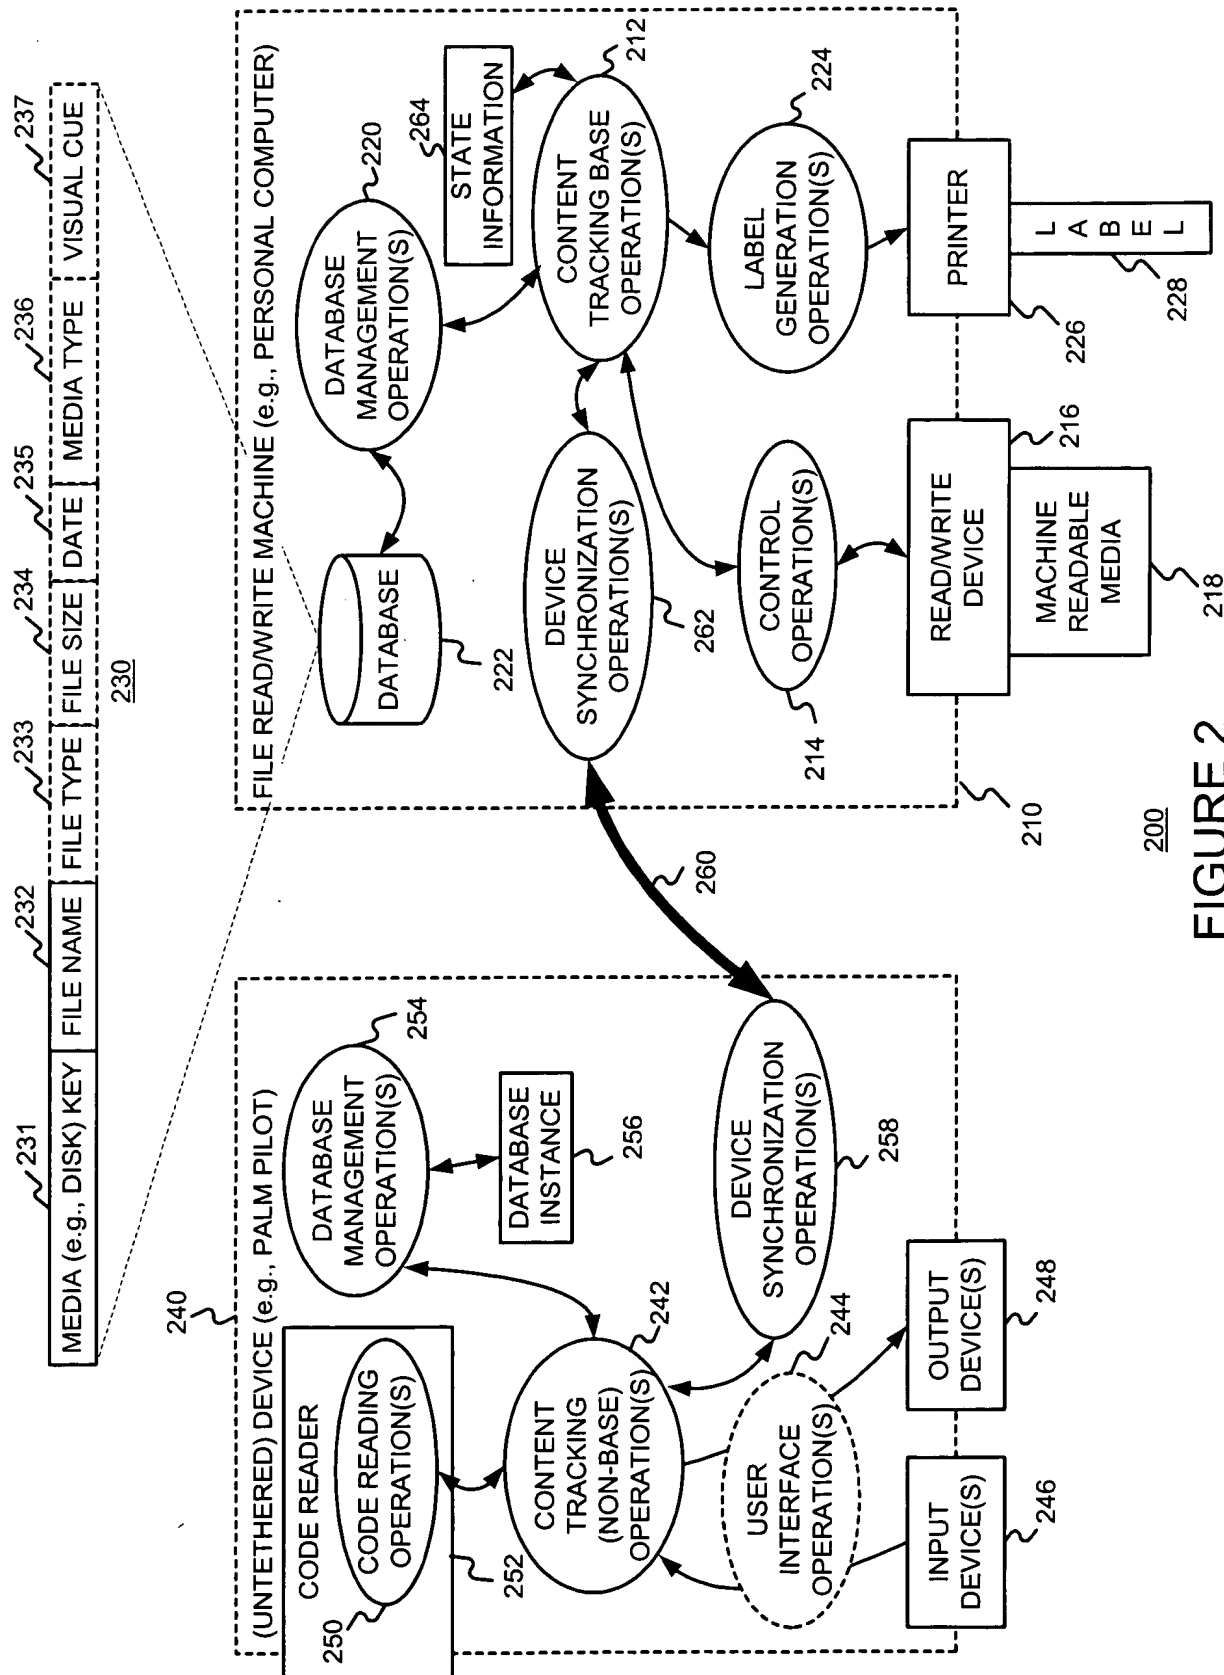 231
232
233
234
235
236
237
MEDIA (e.g., DISK) KEY
FILE NAME
FILE TYPE
FILE SIZE
DATE
MEDIA TYPE
VISUAL CUE
230
240
(UNTETHERED) DEVICE (e.g., PALM PILOT)
CODE READER
250
CODE READING
OPERATION(S)
252
DATABASE
MANAGEMENT
OPERATION(S)
254
DATABASE
INSTANCE
256
CONTENT
TRACKING
(NON-BASE)
OPERATION(S)
242
DEVICE
SYNCHRONIZATION
OPERATION(S)
258
USER
INTERFACE
OPERATION(S)
244
INPUT
DEVICE(S)
246
OUTPUT
DEVICE(S)
248
260
FILE READ/WRITE MACHINE (e.g., PERSONAL COMPUTER)
DATABASE
222
DATABASE
MANAGEMENT
OPERATION(S)
220
STATE
INFORMATION
264
DEVICE
SYNCHRONIZATION
OPERATION(S)
262
CONTENT
TRACKING BASE
OPERATION(S)
212
CONTROL
OPERATION(S)
214
LABEL
GENERATION
OPERATION(S)
224
READ/WRITE
DEVICE
216
MACHINE
READABLE
MEDIA
218
PRINTER
226
LABEL
228
210
200
FIGURE 2